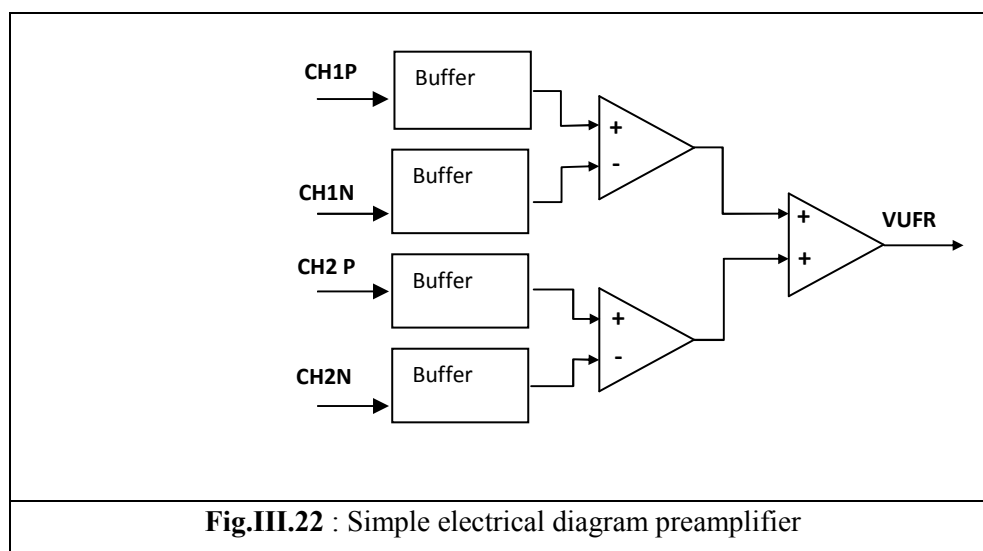 CH1P
Buffer
CH1N
Buffer
CH2 P
Buffer
CH2N
Buffer
+
-
+
-
+
+
VUFR
Fig.III.22 : Simple electrical diagram preamplifier